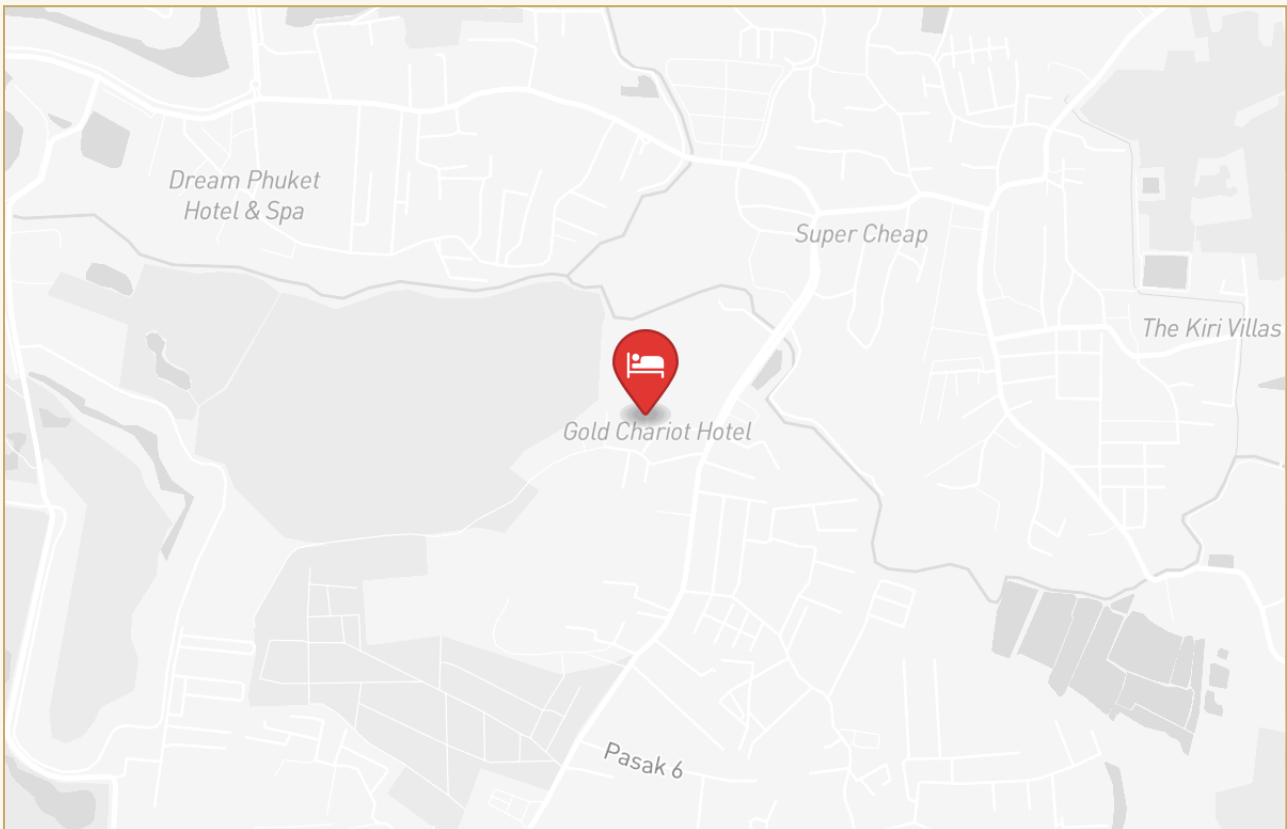 Dream Phuket
Hotel & Spa
Super Cheap
The Kiri Villas
Gold Chariot Hotel
Pasak 6